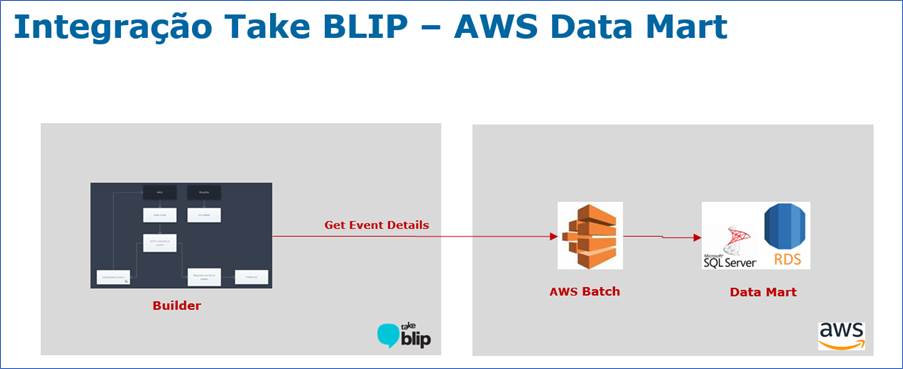 Integração Take BLIP – AWS Data Mart
Get Event Details
Builder
take
blip
AWS Batch
Microsoft
SQL Server
RDS
Data Mart
aws